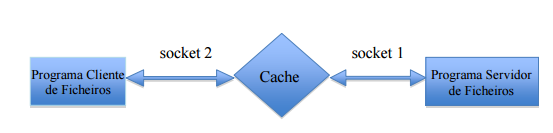 socket 2
socket 1
Programa Cliente
de Ficheiros
Cache
Programa Servidor
de Ficheiros